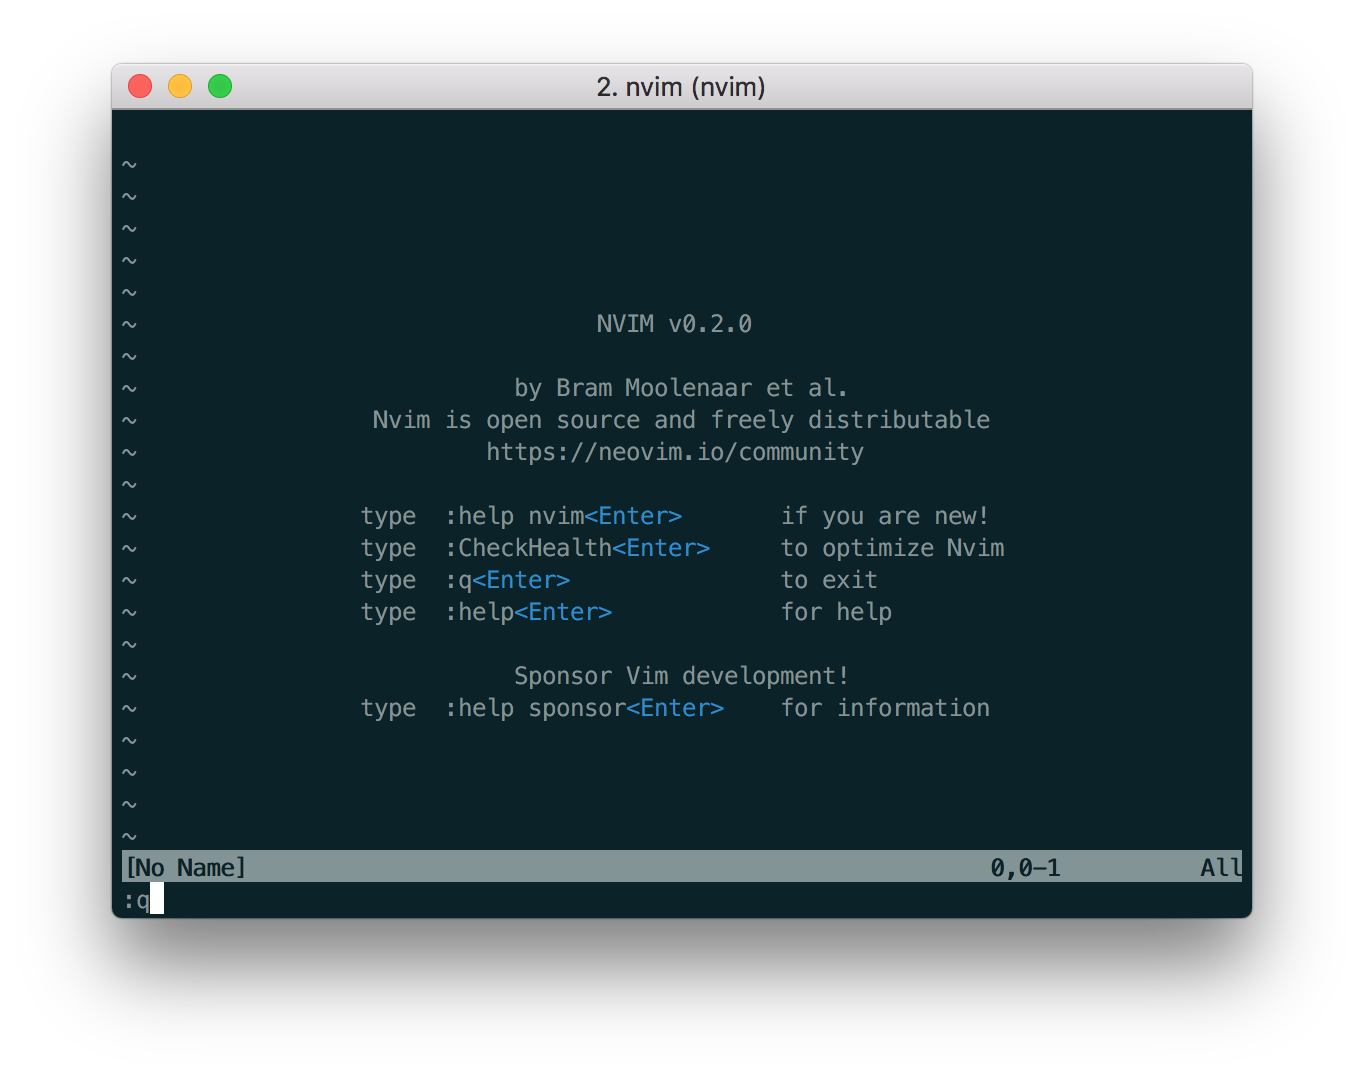 2. nvim (nvim)
~
~
~
~
~
~ NVIM v0.2.0
~
~ by Bram Moolenaar et al.
~ Nvim is open source and freely distributable
~ https://neovim.io/community
~
~ type :help nvim<Enter> if you are new!
~ type :CheckHealth<Enter> to optimize Nvim
~ type :q<Enter> to exit
~ type :help<Enter> for help
~
~ Sponsor Vim development!
~ type :help sponsor<Enter> for information
~
~
~
~
[No Name] 0,0-1 All
:q